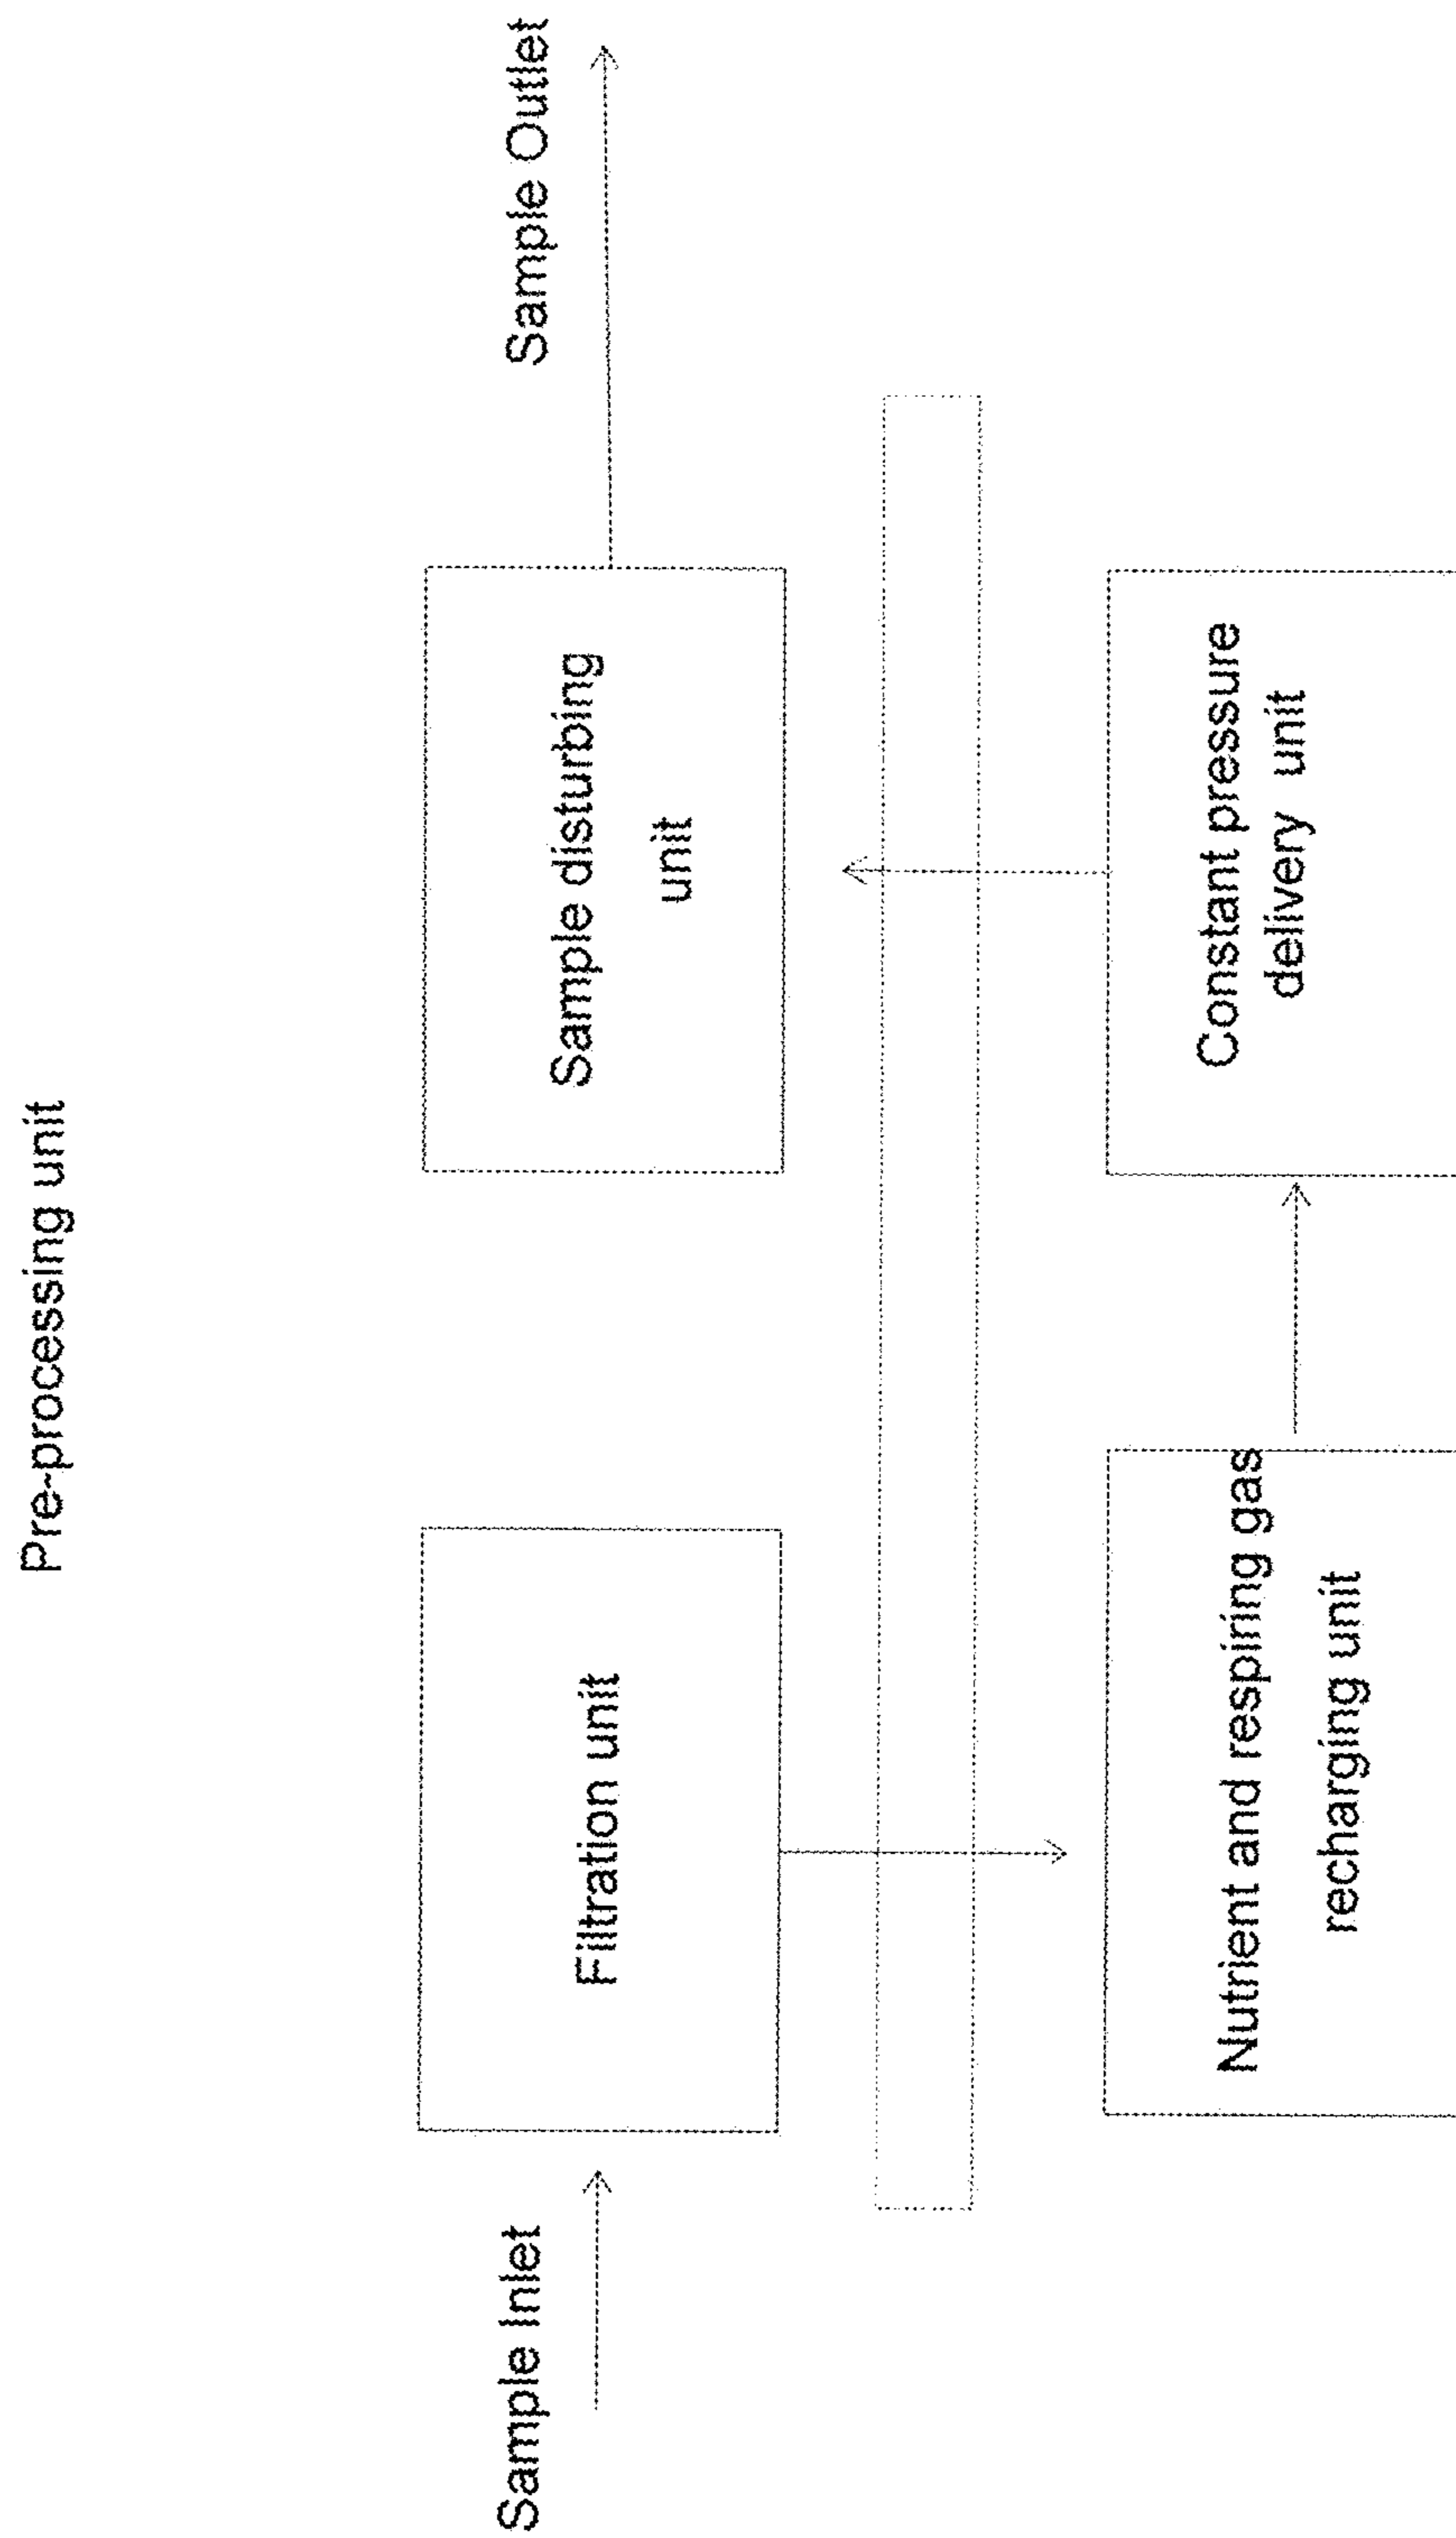 Pre-processing unit
Sample Inlet
Filtration unit
Sample disturbing
unit
Sample Outlet
Nutrient and respiring gas
recharging unit
Constant pressure
delivery unit